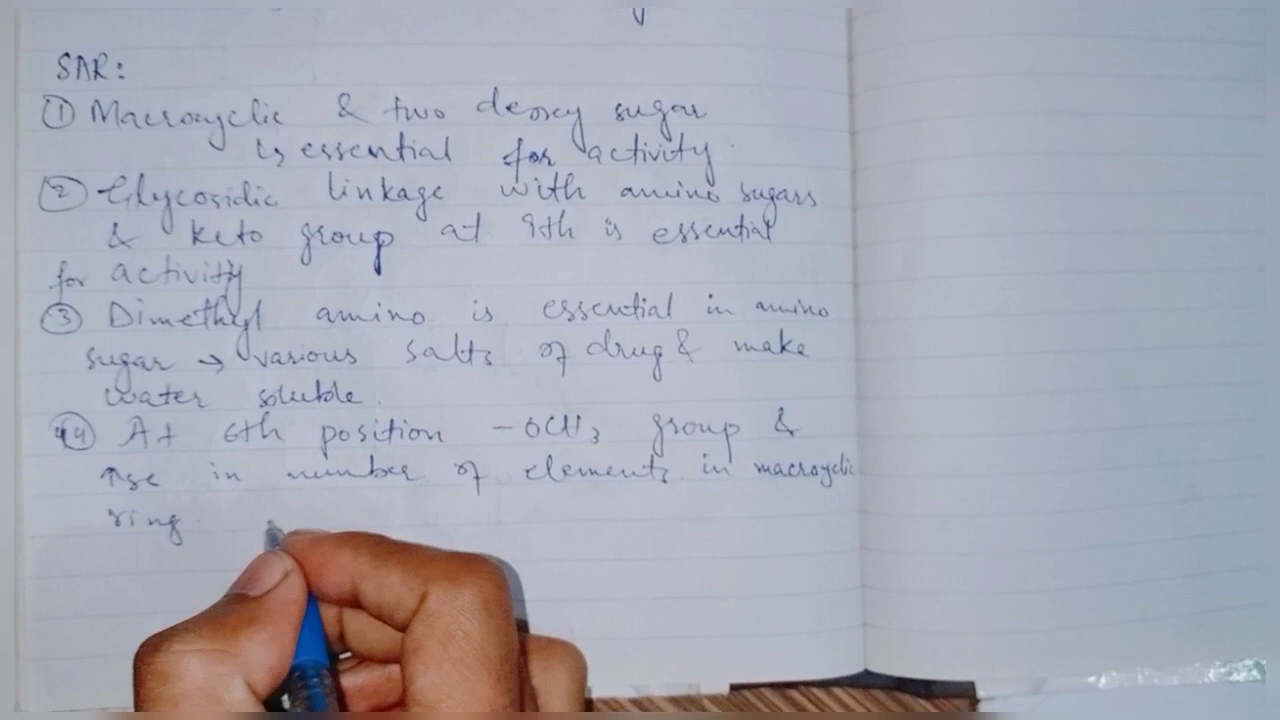 SAR:
① Macrocyclic & two deoxy sugar
is essential for activity.
② Glycosidic linkage with amino sugars
& keto group at 9th is essential
for activity
③ Dimethyl amino is essential in amino
sugar → various salts of drug & make
water soluble.
④ At 6th position -OCH₃ group &
↑se in number of elements in macrocyclic
ring.